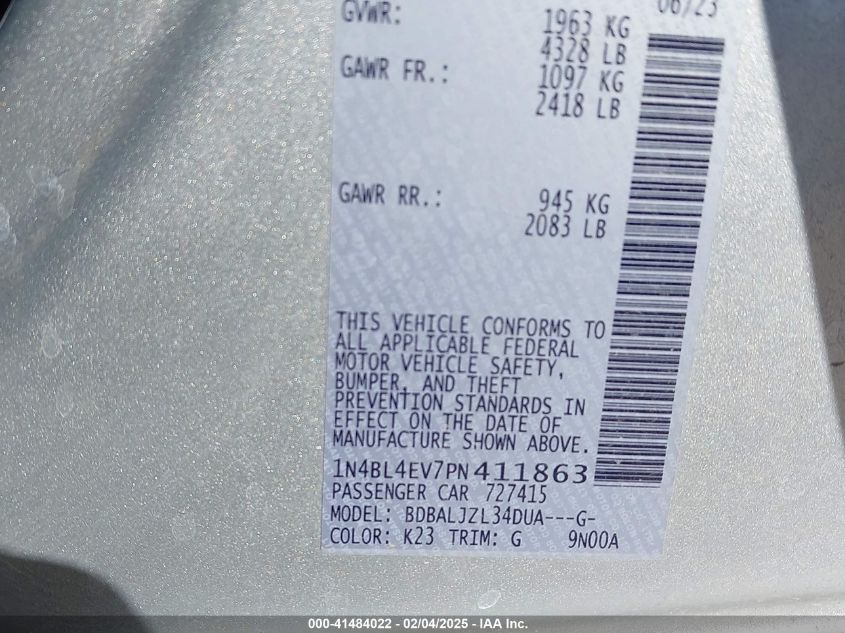 06/23
GVWR: 1963 KG
4328 LB
GAWR FR.: 1097 KG
2418 LB
GAWR RR.: 945 KG
2083 LB
THIS VEHICLE CONFORMS TO
ALL APPLICABLE FEDERAL
MOTOR VEHICLE SAFETY,
BUMPER, AND THEFT
PREVENTION STANDARDS IN
EFFECT ON THE DATE OF
MANUFACTURE SHOWN ABOVE.
1N4BL4EV7PN411863
PASSENGER CAR 727415
MODEL: BDBALJZL34DUA---G-
COLOR: K23 TRIM: G 9N00A
000-41484022 - 02/04/2025 - IAA Inc.